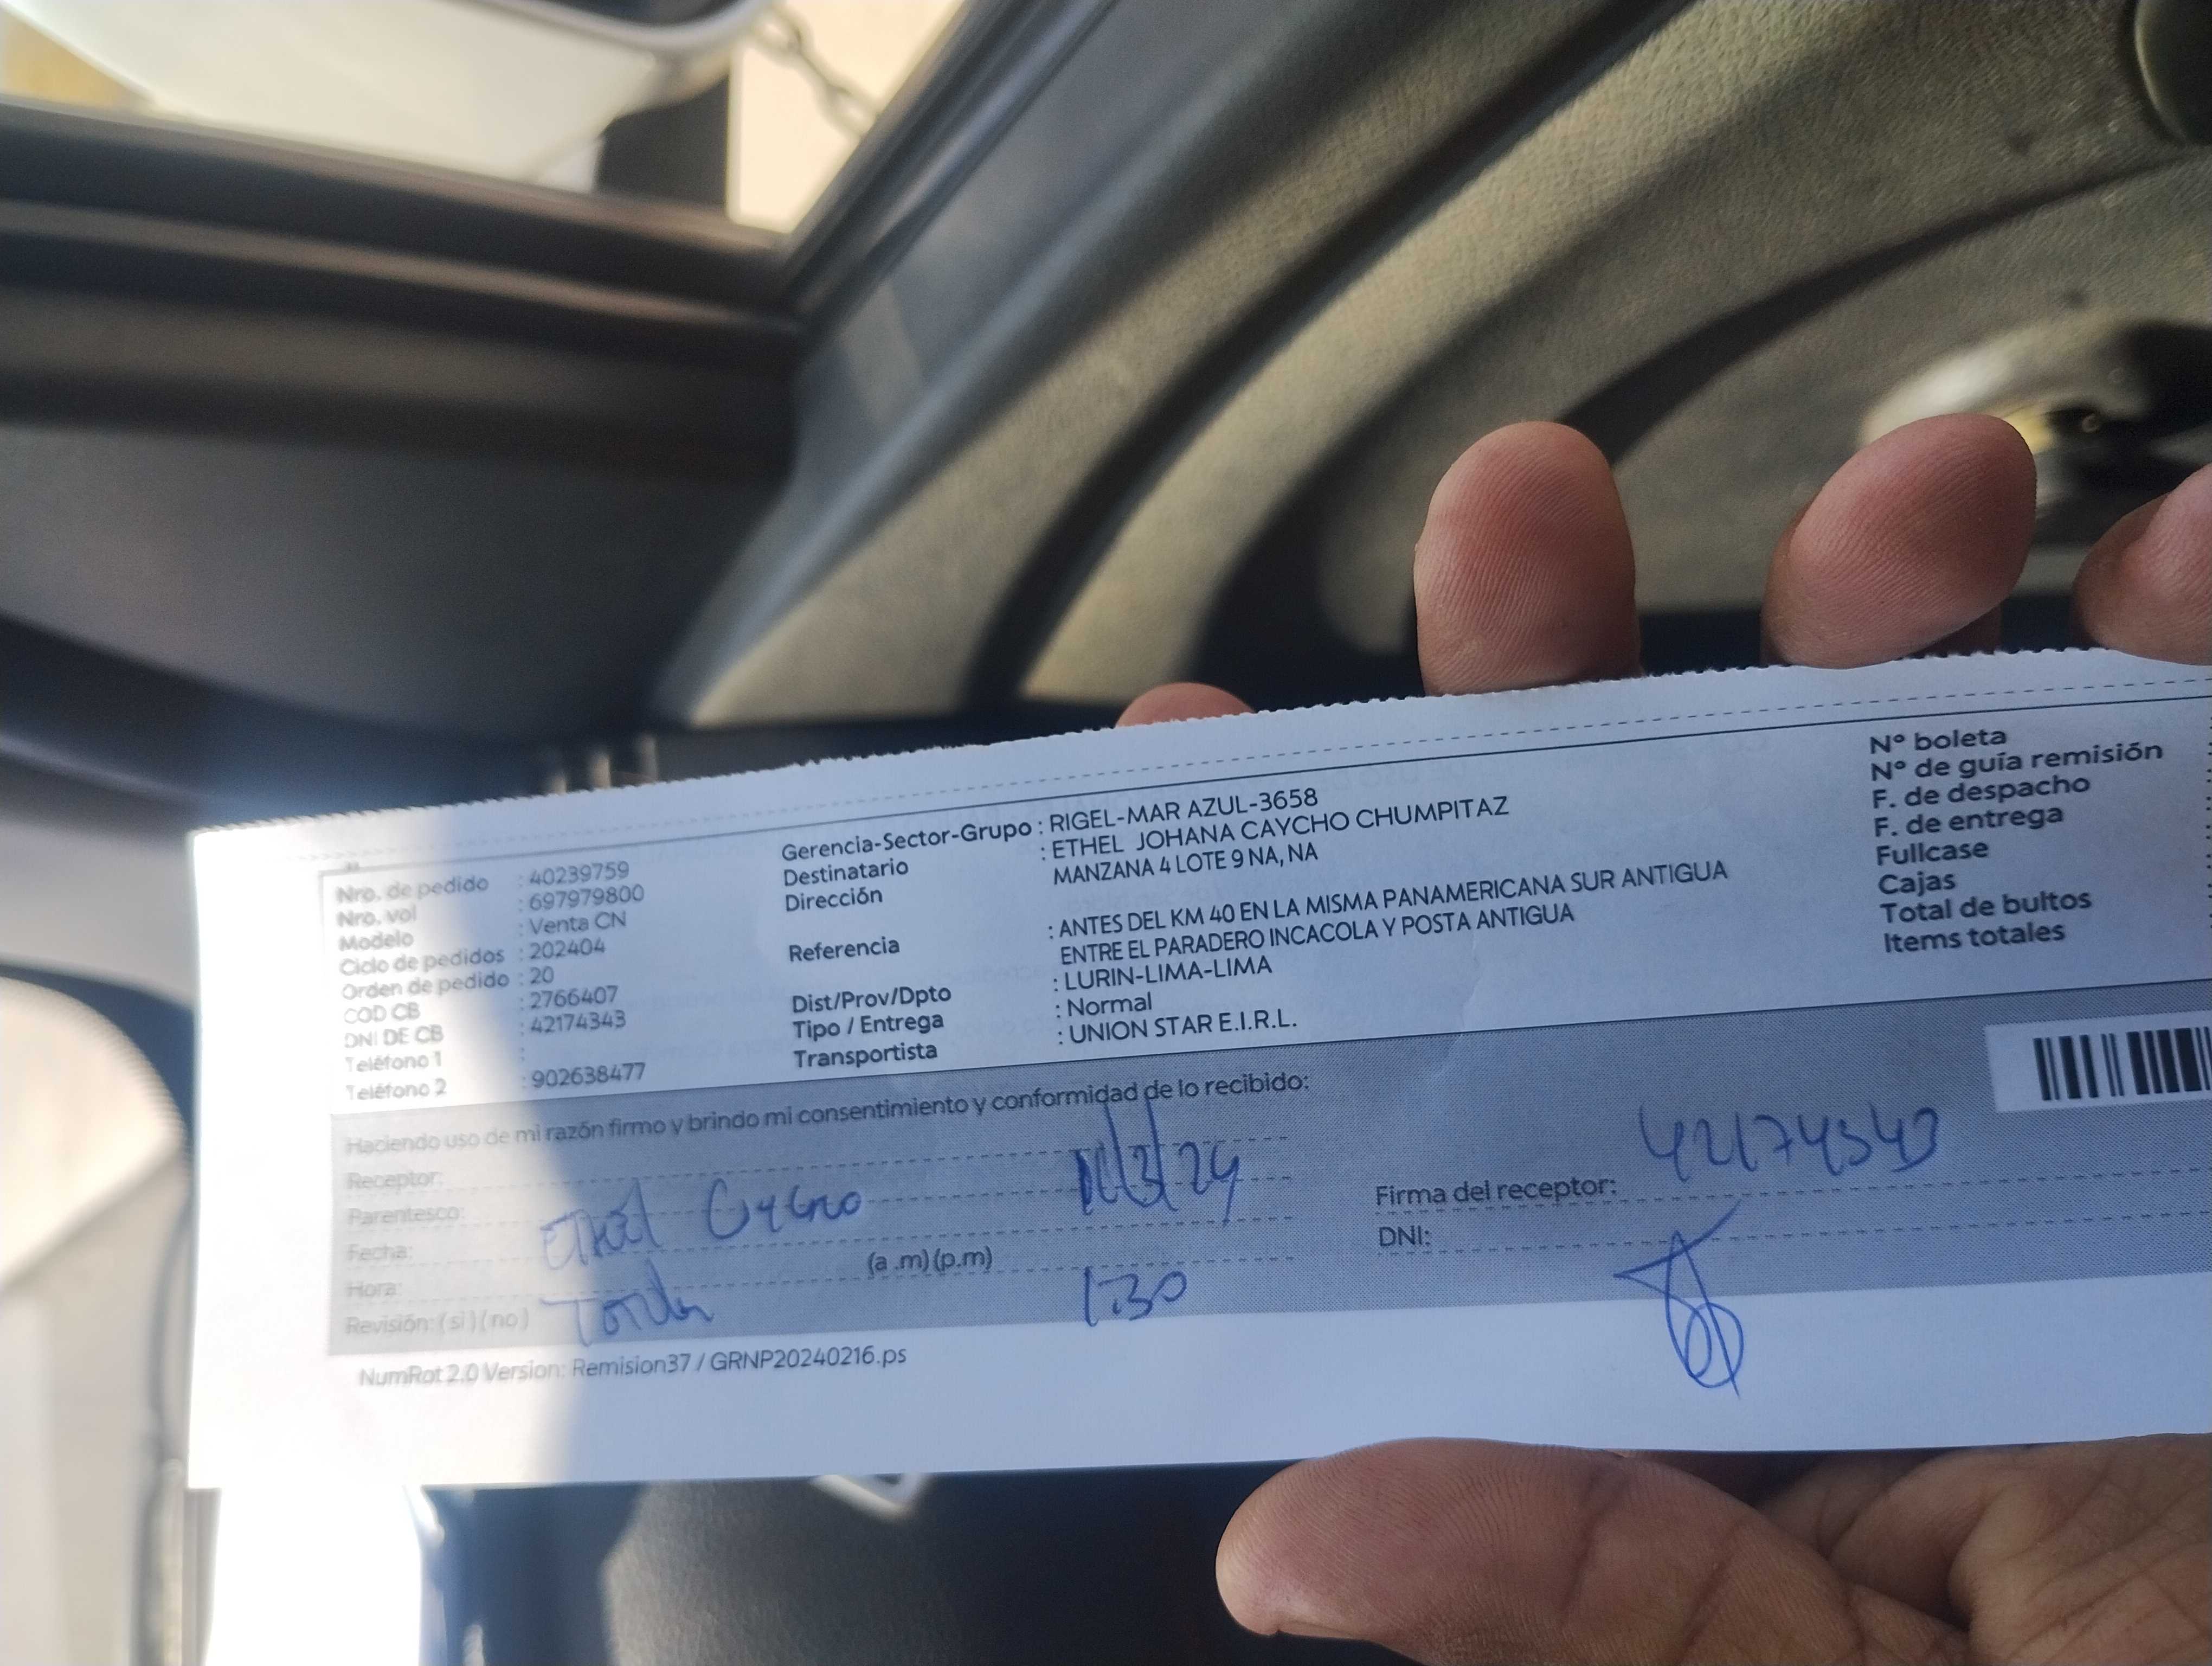 Nro. de pedido : 40239759
Nro. vol : 697979800
Modelo : Venta CN
Ciclo de pedidos : 202404
Orden de pedido : 20
COD CB : 2766407
DNI DE CB : 42174343
Teléfono 1 :
Teléfono 2 : 902638477
Gerencia-Sector-Grupo : RIGEL-MAR AZUL-3658
Destinatario : ETHEL JOHANA CAYCHO CHUMPITAZ
Dirección MANZANA 4 LOTE 9 NA, NA
Referencia : ANTES DEL KM 40 EN LA MISMA PANAMERICANA SUR ANTIGUA
ENTRE EL PARADERO INCACOLA Y POSTA ANTIGUA
Dist/Prov/Dpto : LURIN-LIMA-LIMA
Tipo / Entrega : Normal
Transportista : UNION STAR E.I.R.L.
Nº boleta
Nº de guía remisión
F. de despacho
F. de entrega
Fullcase
Cajas
Total de bultos
Items totales
Haciendo uso de mi razón firmo y brindo mi consentimiento y conformidad de lo recibido:
Receptor:
Parentesco:
Fecha: Ethel Caycho 11/3/24
Hora: (a .m) (p.m)
Revisión: ( si ) ( no ) 1:30
Firma del receptor: 42174343
DNI:
NumRot 2.0 Version: Remision37 / GRNP20240216.ps